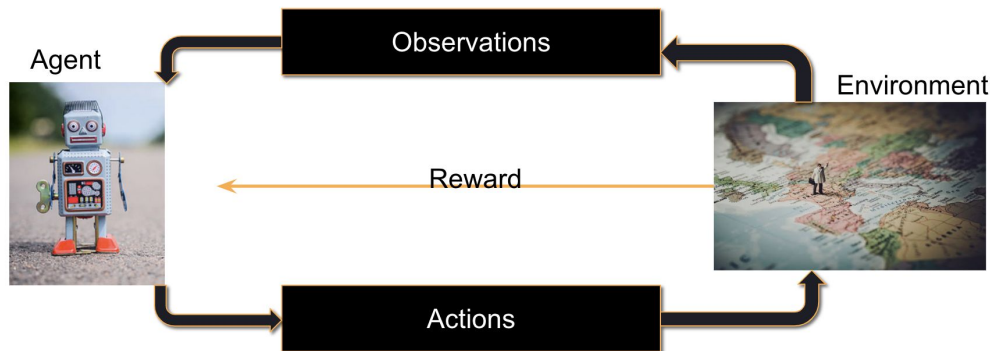 Observations
Agent
Environment
Reward
Actions